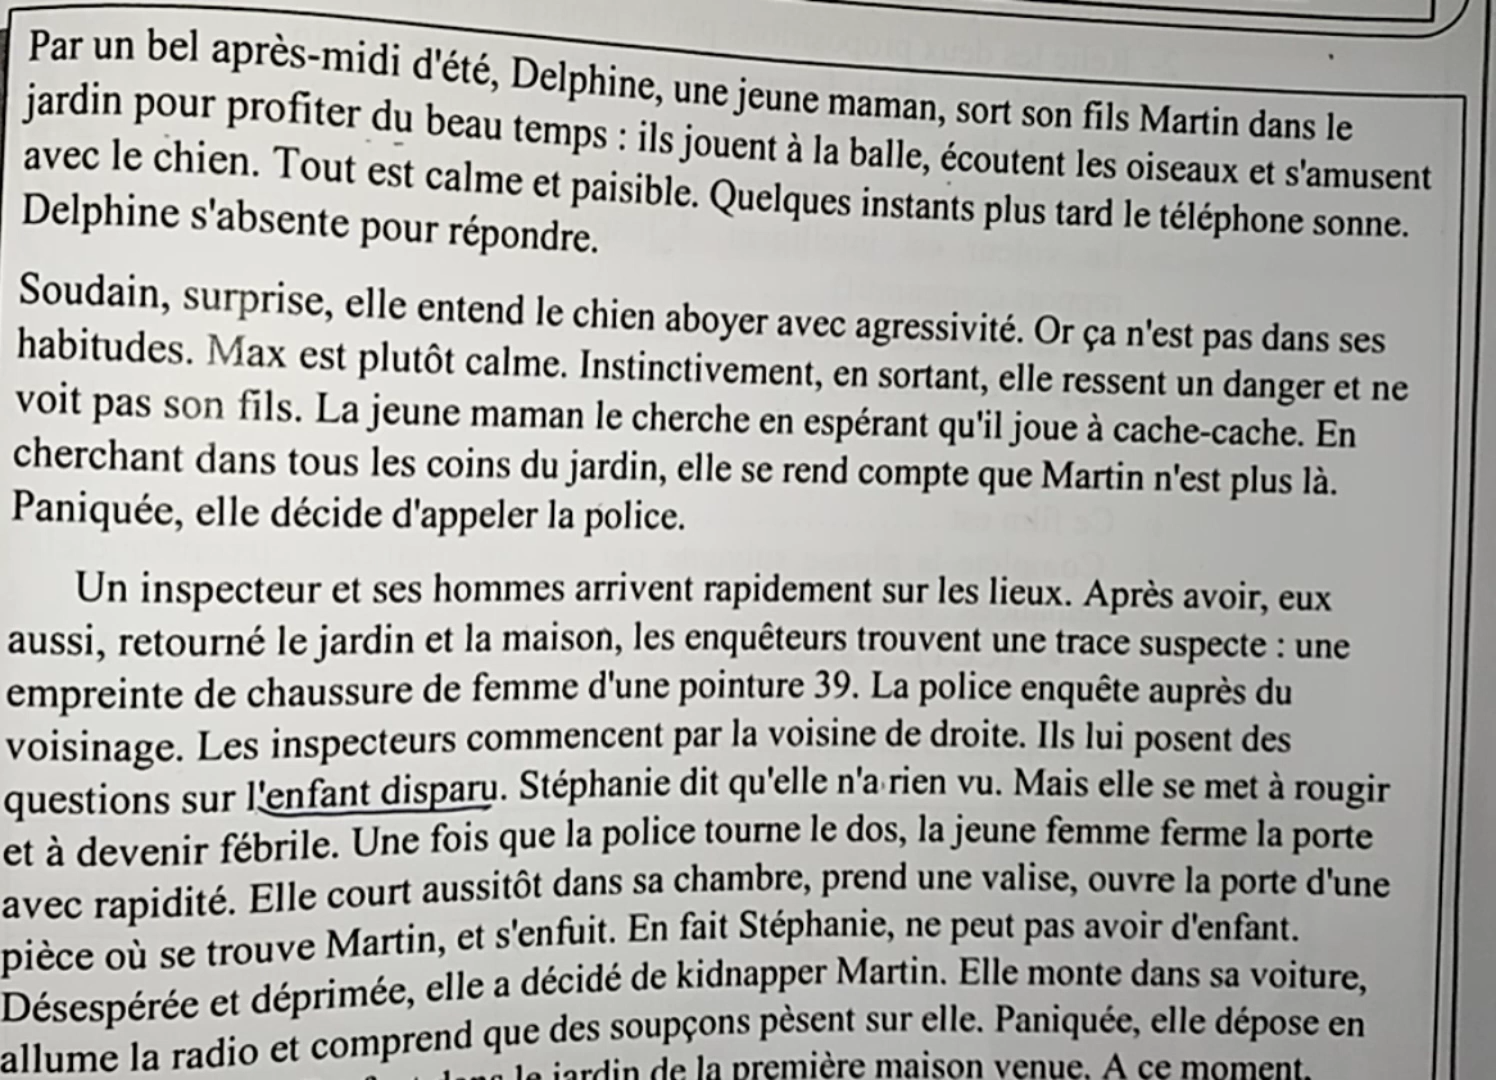 Par un bel après-midi d'été, Delphine, une jeune maman, sort son fils Martin dans le
jardin pour profiter du beau temps : ils jouent à la balle, écoutent les oiseaux et s'amusent
avec le chien. Tout est calme et paisible. Quelques instants plus tard le téléphone sonne.
Delphine s'absente pour répondre.
Soudain, surprise, elle entend le chien aboyer avec agressivité. Or ça n'est pas dans ses
habitudes. Max est plutôt calme. Instinctivement, en sortant, elle ressent un danger et ne
voit pas son fils. La jeune maman le cherche en espérant qu'il joue à cache-cache. En
cherchant dans tous les coins du jardin, elle se rend compte que Martin n'est plus là.
Paniquée, elle décide d'appeler la police.
Un inspecteur et ses hommes arrivent rapidement sur les lieux. Après avoir, eux
aussi, retourné le jardin et la maison, les enquêteurs trouvent une trace suspecte : une
empreinte de chaussure de femme d'une pointure 39. La police enquête auprès du
voisinage. Les inspecteurs commencent par la voisine de droite. Ils lui posent des
questions sur l'enfant disparu. Stéphanie dit qu'elle n'a rien vu. Mais elle se met à rougir
et à devenir fébrile. Une fois que la police tourne le dos, la jeune femme ferme la porte
avec rapidité. Elle court aussitôt dans sa chambre, prend une valise, ouvre la porte d'une
pièce où se trouve Martin, et s'enfuit. En fait Stéphanie, ne peut pas avoir d'enfant.
Désespérée et déprimée, elle a décidé de kidnapper Martin. Elle monte dans sa voiture,
allume la radio et comprend que des soupçons pèsent sur elle. Paniquée, elle dépose en
le jardin de la première maison venue. A ce moment,